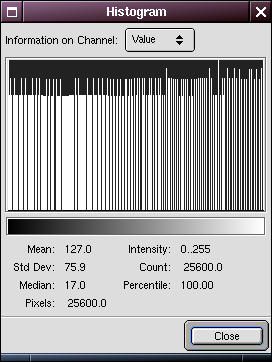 Histogram
Information on Channel: Value
Mean: 127.0 Intensity: 0..255
Std Dev: 75.9 Count: 25600.0
Median: 17.0 Percentile: 100.00
Pixels: 25600.0
Close